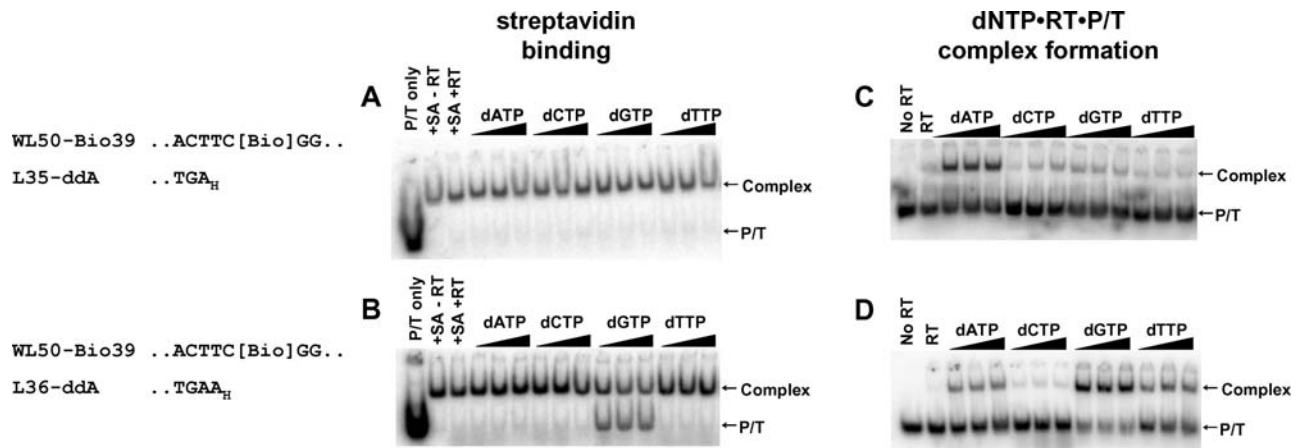 streptavidin
binding
dNTP•RT•P/T
complex formation
A
P/T only
+SA - RT
+SA +RT
dATP
dCTP
dGTP
dTTP
Complex
P/T
C
No RT
RT
dATP
dCTP
dGTP
dTTP
Complex
P/T
WL50-Bio39 ..ACTTC[Bio]GG..
L35-ddA ..TGAH
B
P/T only
+SA - RT
+SA +RT
dATP
dCTP
dGTP
dTTP
Complex
P/T
D
No RT
RT
dATP
dCTP
dGTP
dTTP
Complex
P/T
WL50-Bio39 ..ACTTC[Bio]GG..
L36-ddA ..TGAAH